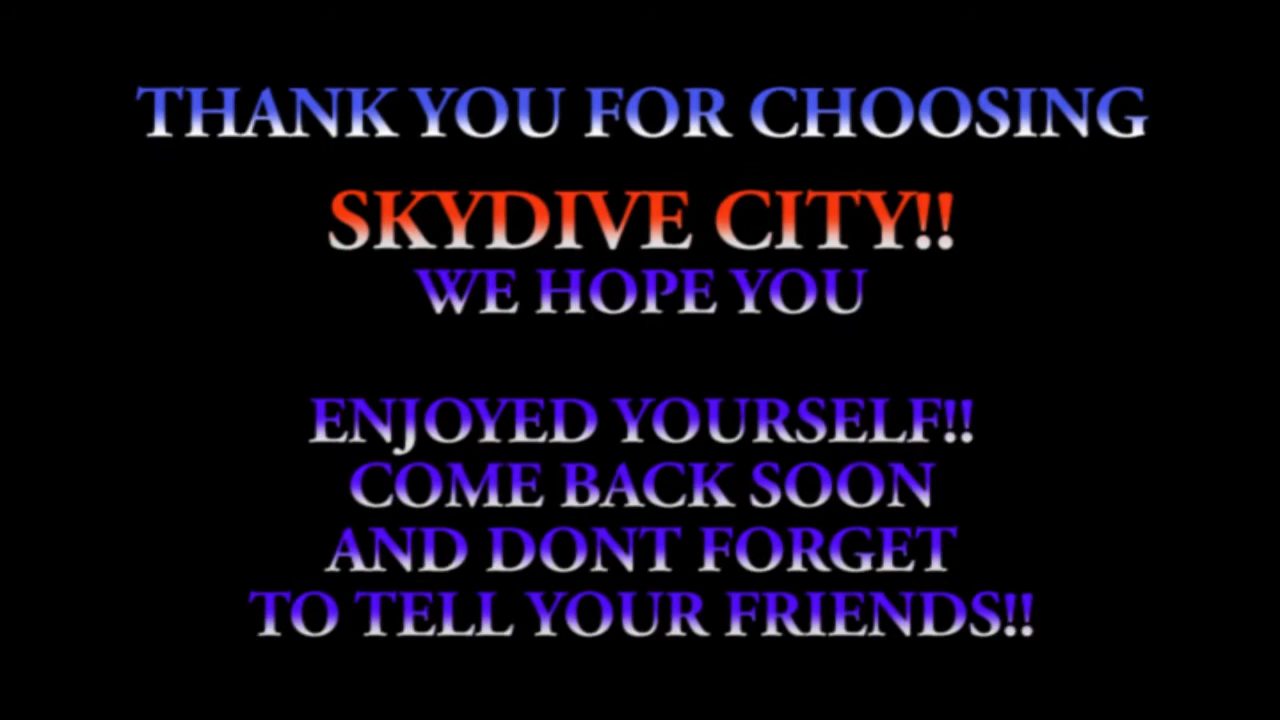 THANK YOU FOR CHOOSING
SKYDIVE CITY!!
WE HOPE YOU
ENJOYED YOURSELF!!
COME BACK SOON
AND DONT FORGET
TO TELL YOUR FRIENDS!!